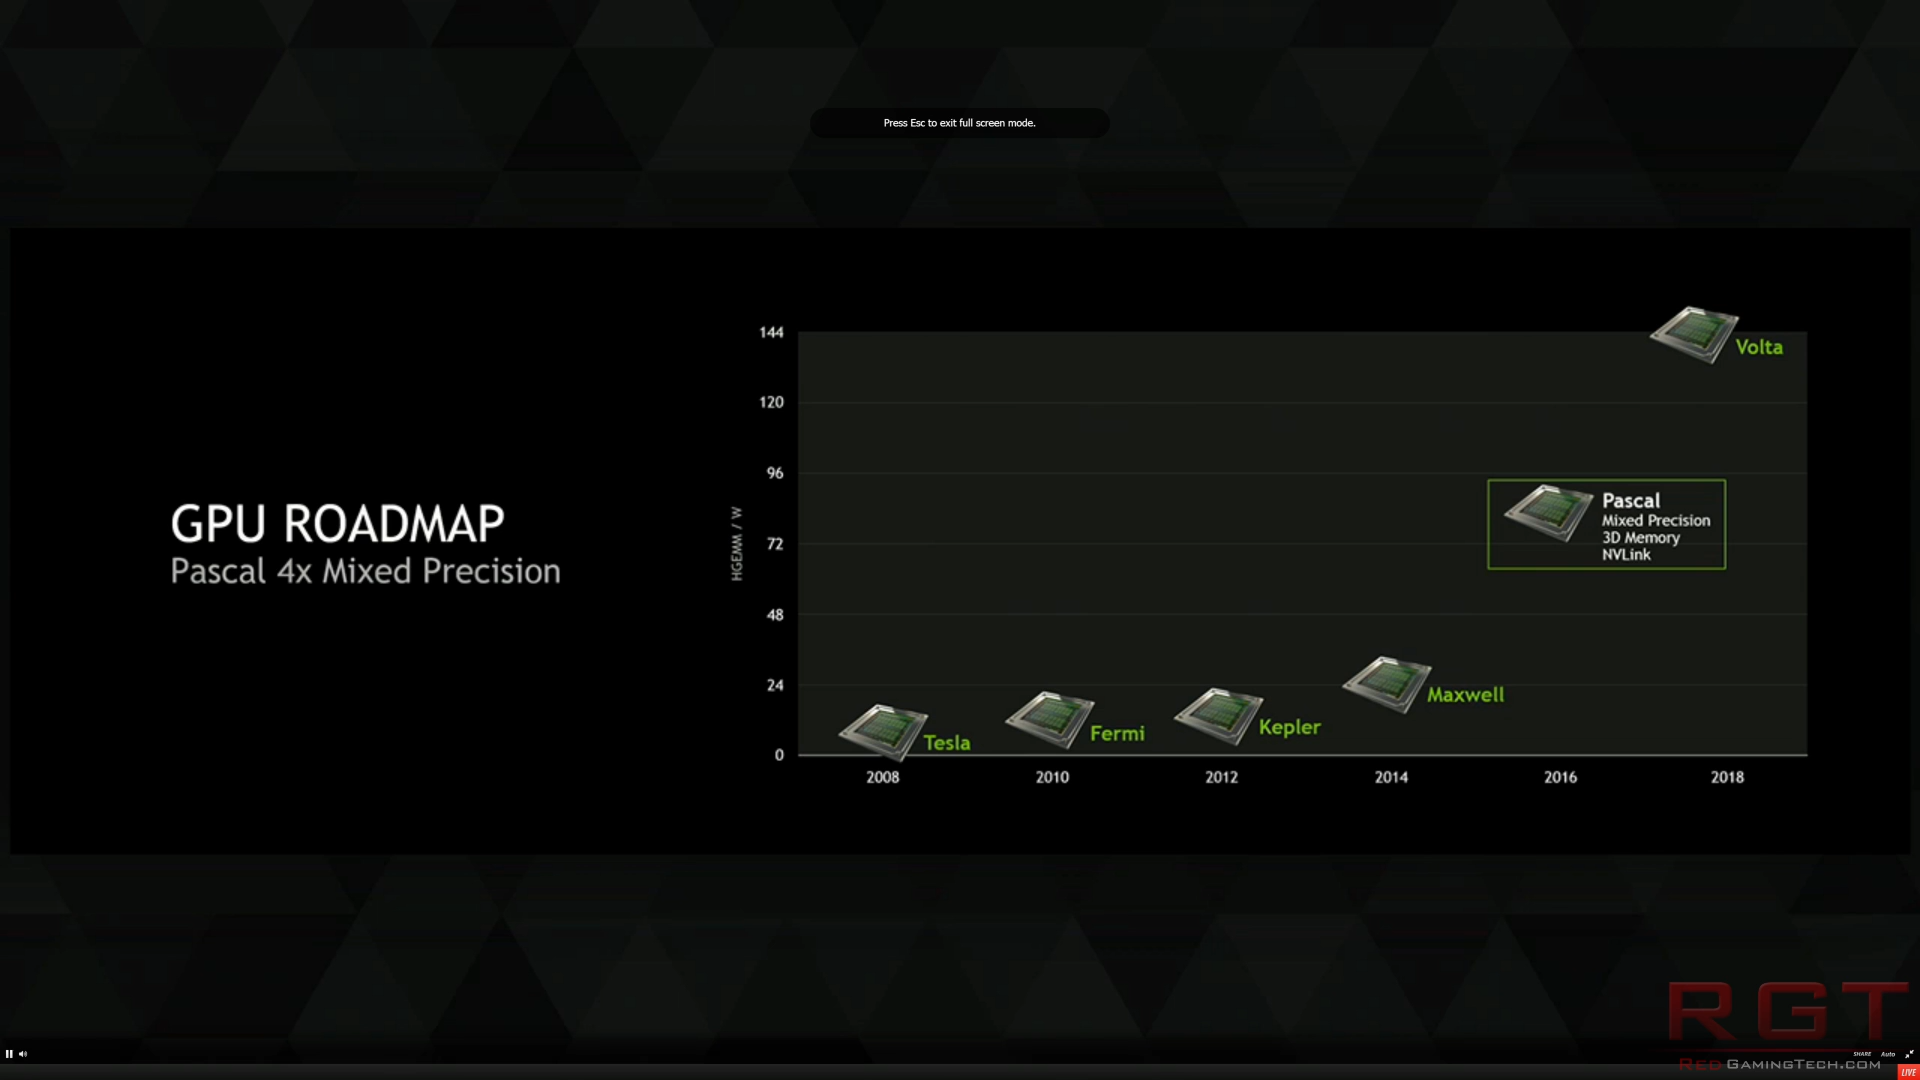 Press Esc to exit full screen mode.
GPU ROADMAP
Pascal 4x Mixed Precision
HGEMM / W
144
120
96
72
48
24
0
Volta
Pascal
Mixed Precision
3D Memory
NVLink
Maxwell
Kepler
Fermi
Tesla
2008
2010
2012
2014
2016
2018
RGT
REDGAMINGTECH.COM
SHARE
Auto
LIVE